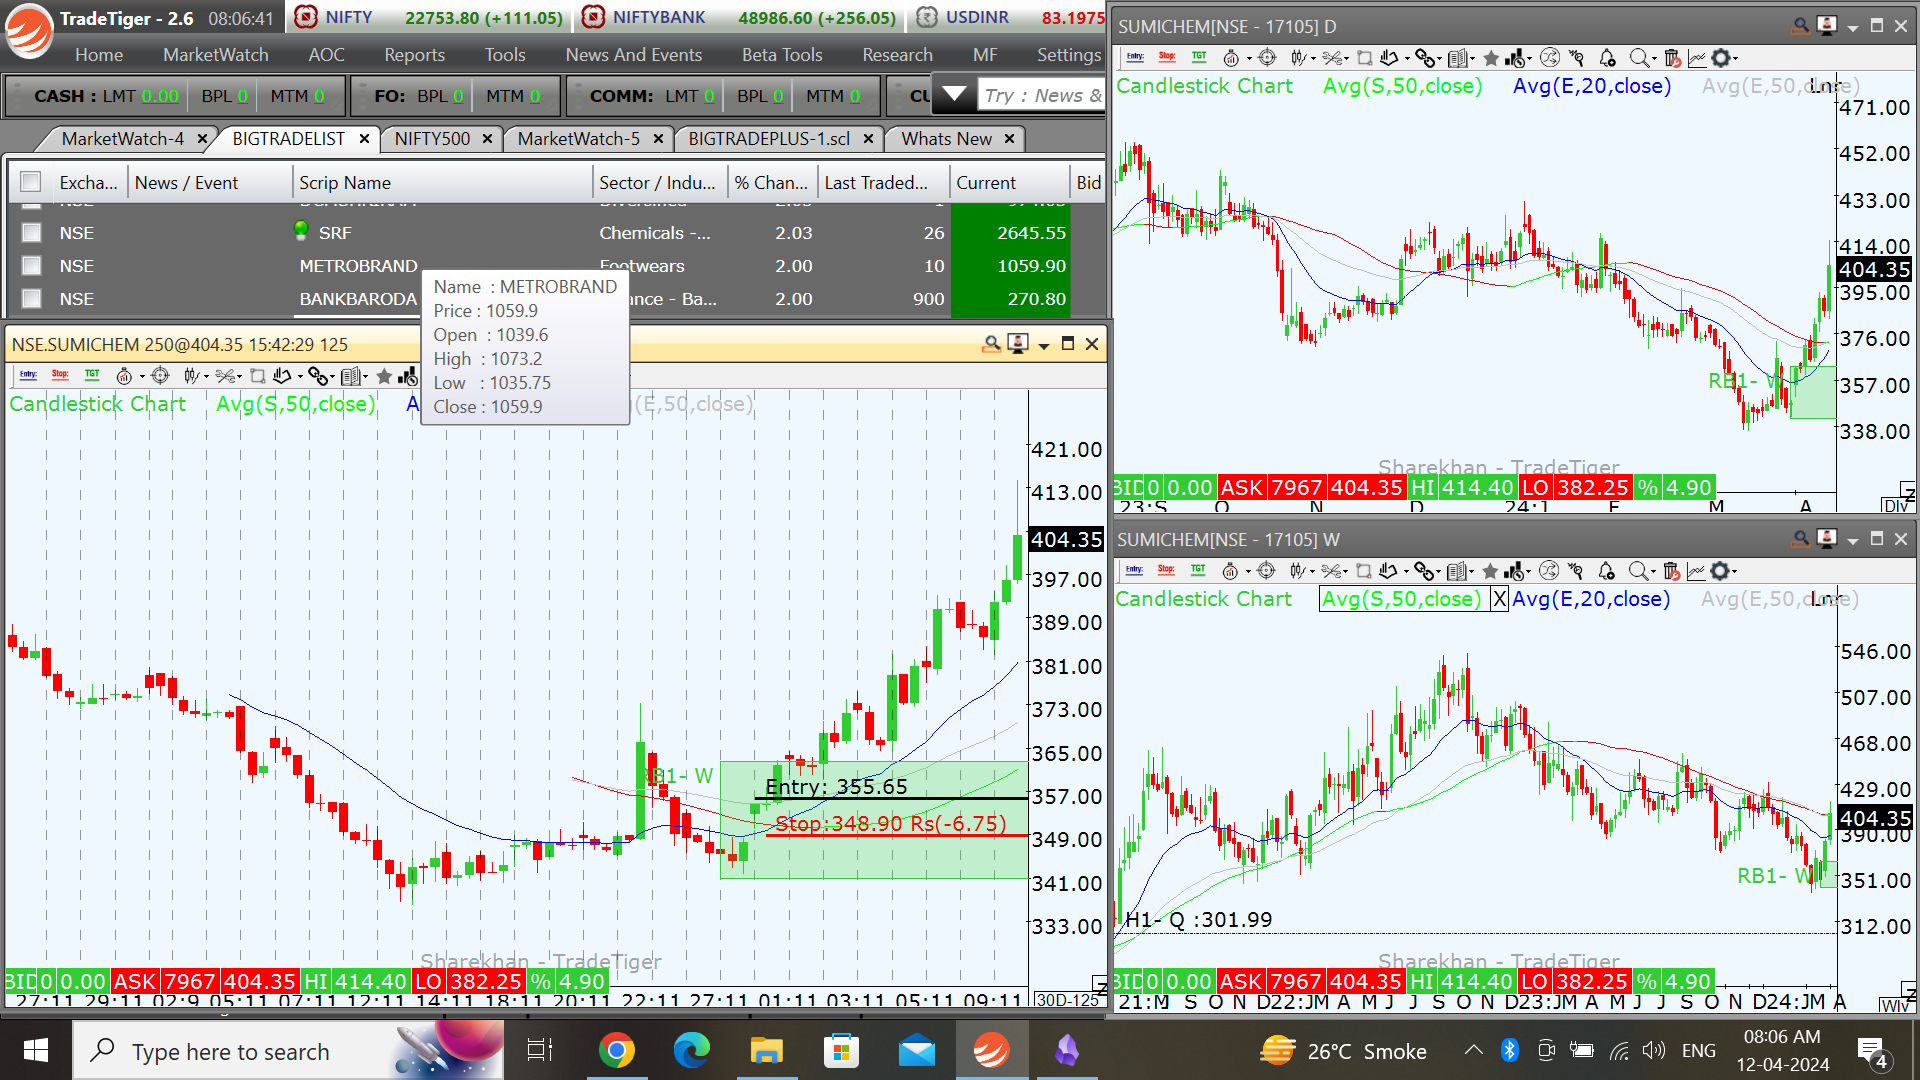 TradeTiger - 2.6 08:06:41
NIFTY 22753.80 (+111.05)
NIFTYBANK 48986.60 (+256.05)
USDINR 83.1975
Home MarketWatch AOC Reports Tools News And Events Beta Tools Research MF Settings
CASH : LMT 0.00 BPL 0 MTM 0 FO: BPL 0 MTM 0 COMM: LMT 0 BPL 0 MTM 0 CU Try : News &
MarketWatch-4 BIGTRADELIST NIFTY500 MarketWatch-5 BIGTRADEPLUS-1.scl Whats New
Excha... News / Event Scrip Name Sector / Indu... % Chan... Last Traded... Current Bid
NSE SRF Chemicals -... 2.03 26 2645.55
NSE METROBRAND Footwears 2.00 10 1059.90
NSE BANKBARODA ance - Ba... 2.00 900 270.80
Name : METROBRAND
Price : 1059.9
Open : 1039.6
High : 1073.2
Low : 1035.75
Close : 1059.9
NSE.SUMICHEM 250@404.35 15:42:29 125
Entry: Stop: TGT
Candlestick Chart Avg(S,50,close) A g(E,50,close)
421.00
413.00
404.35
397.00
389.00
381.00
373.00
365.00
357.00
349.00
341.00
333.00
B1- W
Entry: 355.65
Stop:348.90 Rs(-6.75)
Sharekhan - TradeTiger
BID 0 0.00 ASK 7967 404.35 HI 414.40 LO 382.25 % 4.90
27:11 29:11 02:9 05:11 07:11 12:11 14:11 18:11 20:11 22:11 27:11 01:11 03:11 05:11 09:11 30D-125
SUMICHEM[NSE - 17105] D
Entry: Stop: TGT
Candlestick Chart Avg(S,50,close) Avg(E,20,close) Avg(E,50,close)
471.00
452.00
433.00
414.00
404.35
395.00
376.00
357.00
338.00
RB1- W
Sharekhan - TradeTiger
BID 0 0.00 ASK 7967 404.35 HI 414.40 LO 382.25 % 4.90
23:S O N D 24:J F M A
SUMICHEM[NSE - 17105] W
Entry: Stop: TGT
Candlestick Chart Avg(S,50,close) X Avg(E,20,close) Avg(E,50,close)
546.00
507.00
468.00
429.00
404.35
390.00
351.00
312.00
RB1- W
H1- Q :301.99
Sharekhan - TradeTiger
BID 0 0.00 ASK 7967 404.35 HI 414.40 LO 382.25 % 4.90
Type here to search
26°C Smoke
ENG
08:06 AM
12-04-2024
4